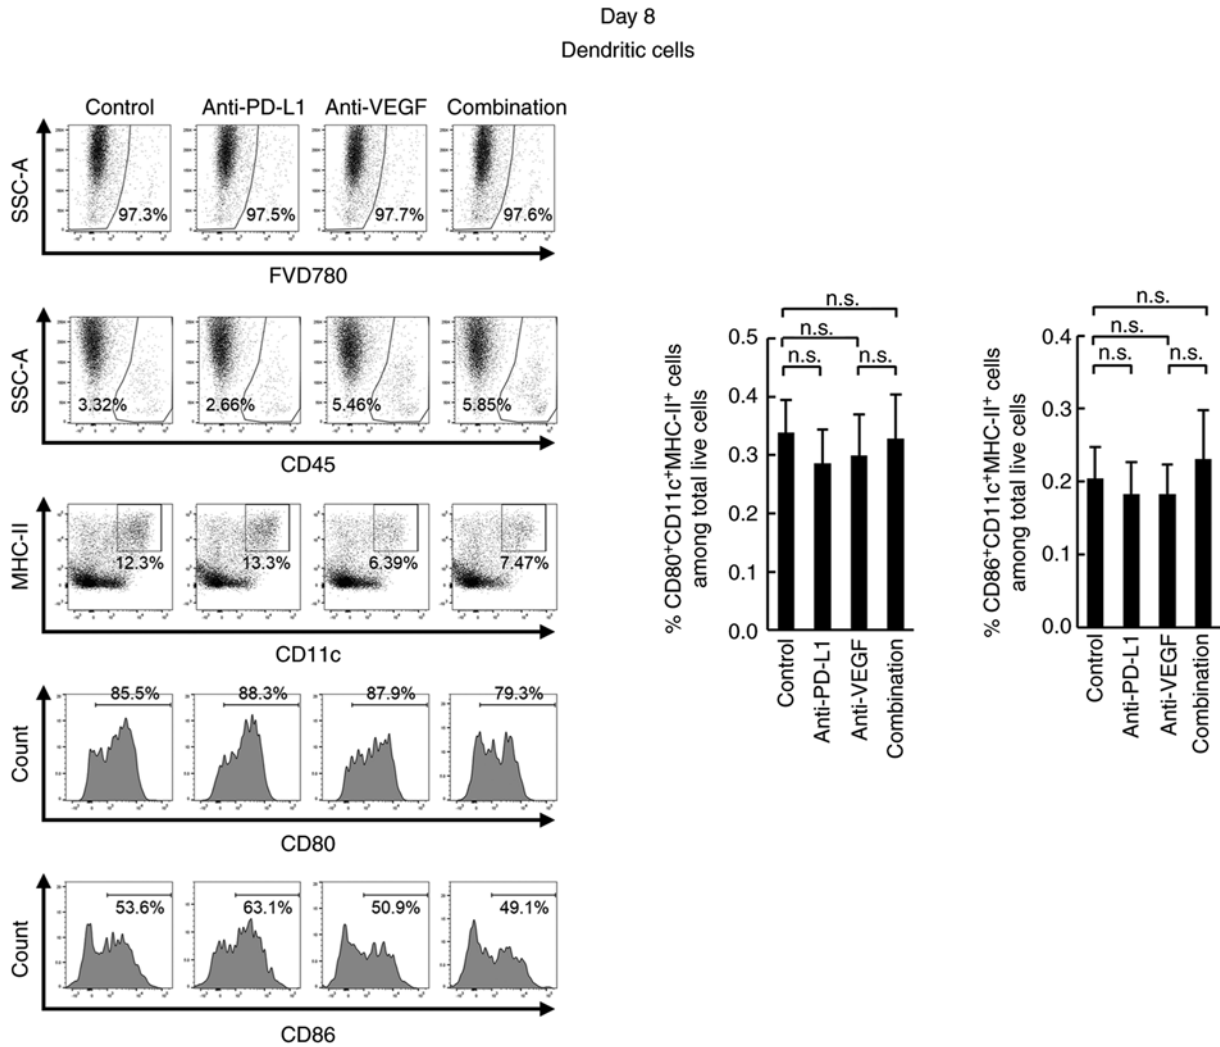 Day 8
Dendritic cells
Control Anti-PD-L1 Anti-VEGF Combination
SSC-A
97.3% 97.5% 97.7% 97.6%
FVD780
SSC-A
3.32% 2.66% 5.46% 5.85%
CD45
MHC-II
12.3% 13.3% 6.39% 7.47%
CD11c
85.5% 88.3% 87.9% 79.3%
Count
CD80
53.6% 63.1% 50.9% 49.1%
Count
CD86
% CD80⁺CD11c⁺MHC-II⁺ cells
among total live cells
n.s.
n.s.
n.s. n.s.
0.5
0.4
0.3
0.2
0.1
0.0
Control
Anti-PD-L1
Anti-VEGF
Combination
% CD86⁺CD11c⁺MHC-II⁺ cells
among total live cells
n.s.
n.s.
n.s. n.s.
0.4
0.3
0.2
0.1
0.0
Control
Anti-PD-L1
Anti-VEGF
Combination